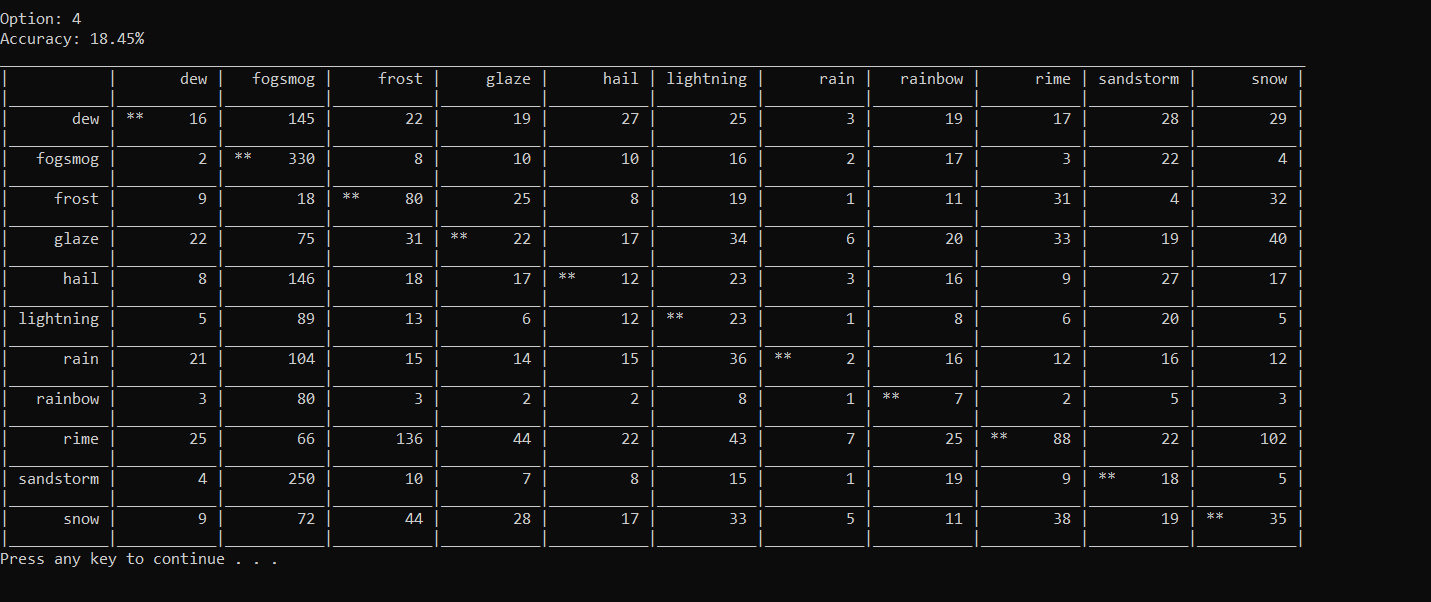 Option: 4
Accuracy: 18.45%
| | dew | fogsmog | frost | glaze | hail | lightning | rain | rainbow | rime | sandstorm | snow |
| dew | ** 16 | 145 | 22 | 19 | 27 | 25 | 3 | 19 | 17 | 28 | 29 |
| fogsmog | 2 | ** 330 | 8 | 10 | 10 | 16 | 2 | 17 | 3 | 22 | 4 |
| frost | 9 | 18 | ** 80 | 25 | 8 | 19 | 1 | 11 | 31 | 4 | 32 |
| glaze | 22 | 75 | 31 | ** 22 | 17 | 34 | 6 | 20 | 33 | 19 | 40 |
| hail | 8 | 146 | 18 | 17 | ** 12 | 23 | 3 | 16 | 9 | 27 | 17 |
| lightning | 5 | 89 | 13 | 6 | 12 | ** 23 | 1 | 8 | 6 | 20 | 5 |
| rain | 21 | 104 | 15 | 14 | 15 | 36 | ** 2 | 16 | 12 | 16 | 12 |
| rainbow | 3 | 80 | 3 | 2 | 2 | 8 | 1 | ** 7 | 2 | 5 | 3 |
| rime | 25 | 66 | 136 | 44 | 22 | 43 | 7 | 25 | ** 88 | 22 | 102 |
| sandstorm | 4 | 250 | 10 | 7 | 8 | 15 | 1 | 19 | 9 | ** 18 | 5 |
| snow | 9 | 72 | 44 | 28 | 17 | 33 | 5 | 11 | 38 | 19 | ** 35 |
Press any key to continue . . .